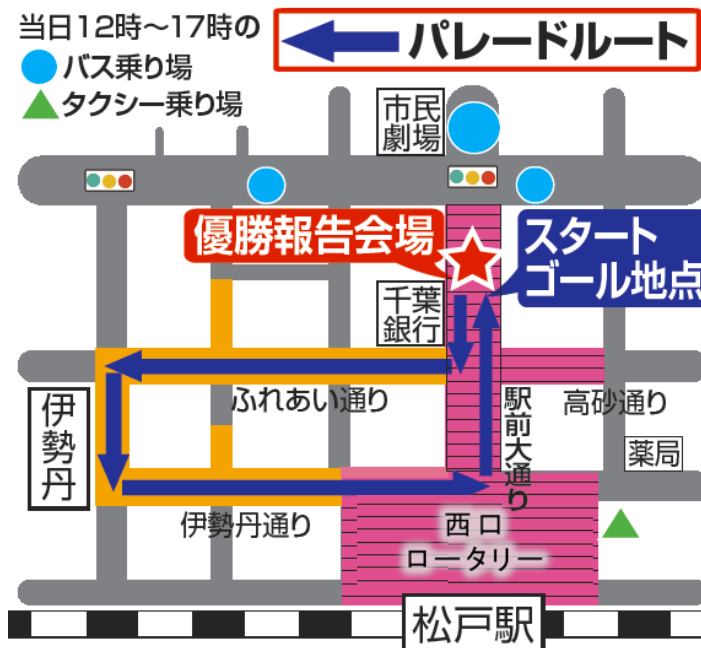 当日12時~17時の
バス乗り場
タクシー乗り場
パレードルート
市民
劇場
優勝報告会場
スタート
ゴール地点
千葉
銀行
ふれあい通り
高砂通り
駅前大通り
伊勢丹
薬局
伊勢丹通り
西口
ロータリー
松戸駅